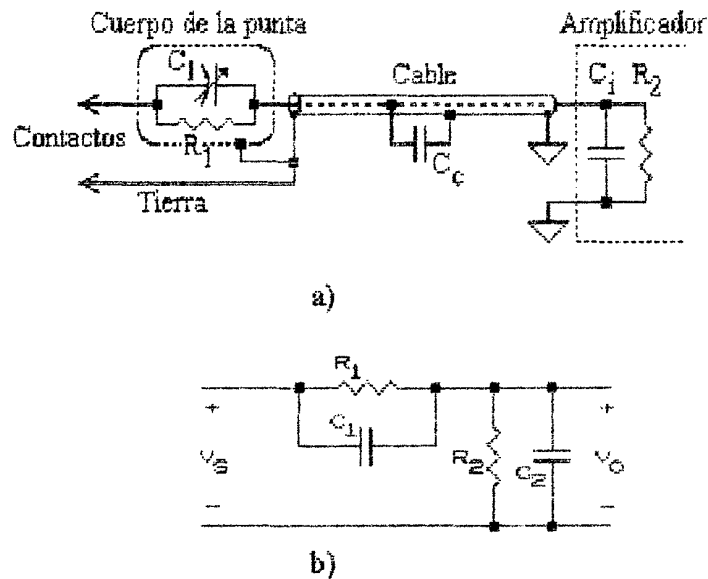 Cuerpo de la punta
Amplificador
C1
Cable
Ci R2
Contactos
R1
Cc
Tierra
a)
R1
C1
+ +
Vs R2 C2 Vo
− −
b)